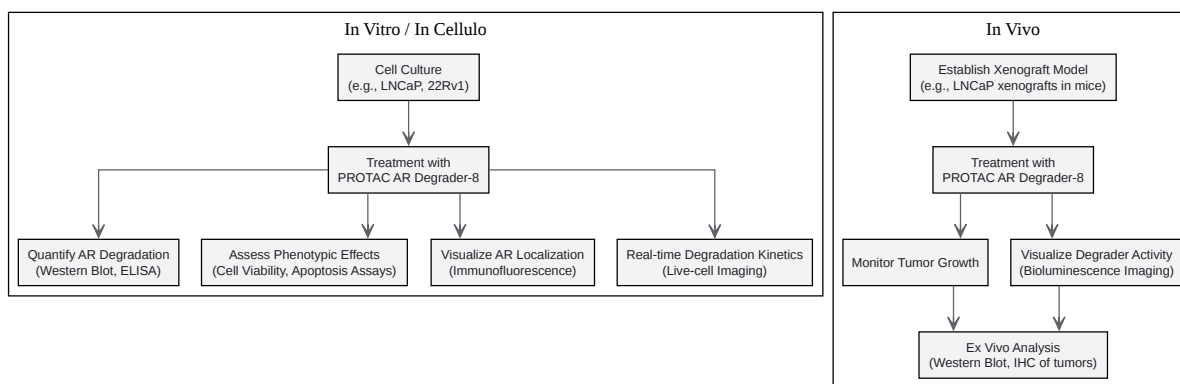 In Vitro / In Cellulo
Cell Culture
(e.g., LNCaP, 22Rv1)
Treatment with
PROTAC AR Degrader-8
Quantify AR Degradation
(Western Blot, ELISA)
Assess Phenotypic Effects
(Cell Viability, Apoptosis Assays)
Visualize AR Localization
(Immunofluorescence)
Real-time Degradation Kinetics
(Live-cell Imaging)
In Vivo
Establish Xenograft Model
(e.g., LNCaP xenografts in mice)
Treatment with
PROTAC AR Degrader-8
Monitor Tumor Growth
Visualize Degrader Activity
(Bioluminescence Imaging)
Ex Vivo Analysis
(Western Blot, IHC of tumors)